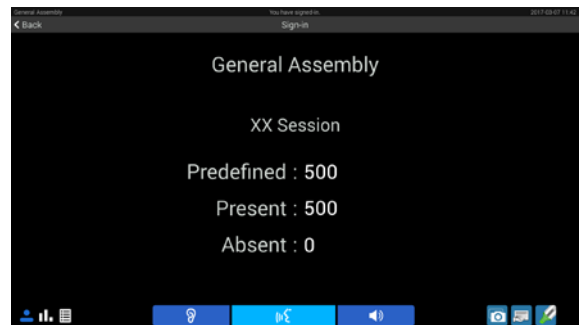 General Assembly
You have signed-in.
2017-03-07 11:42
Back
Sign-in
General Assembly
XX Session
Predefined : 500
Present : 500
Absent : 0